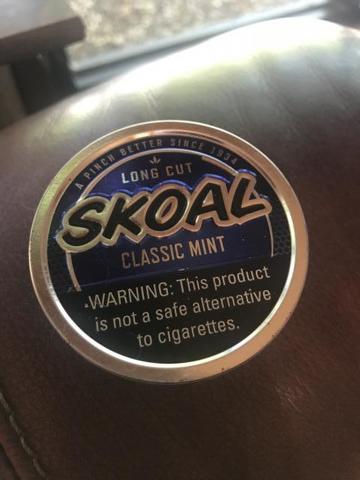 A PINCH BETTER SINCE 1934
LONG CUT
SKOAL
CLASSIC MINT
WARNING: This product
is not a safe alternative
to cigarettes.